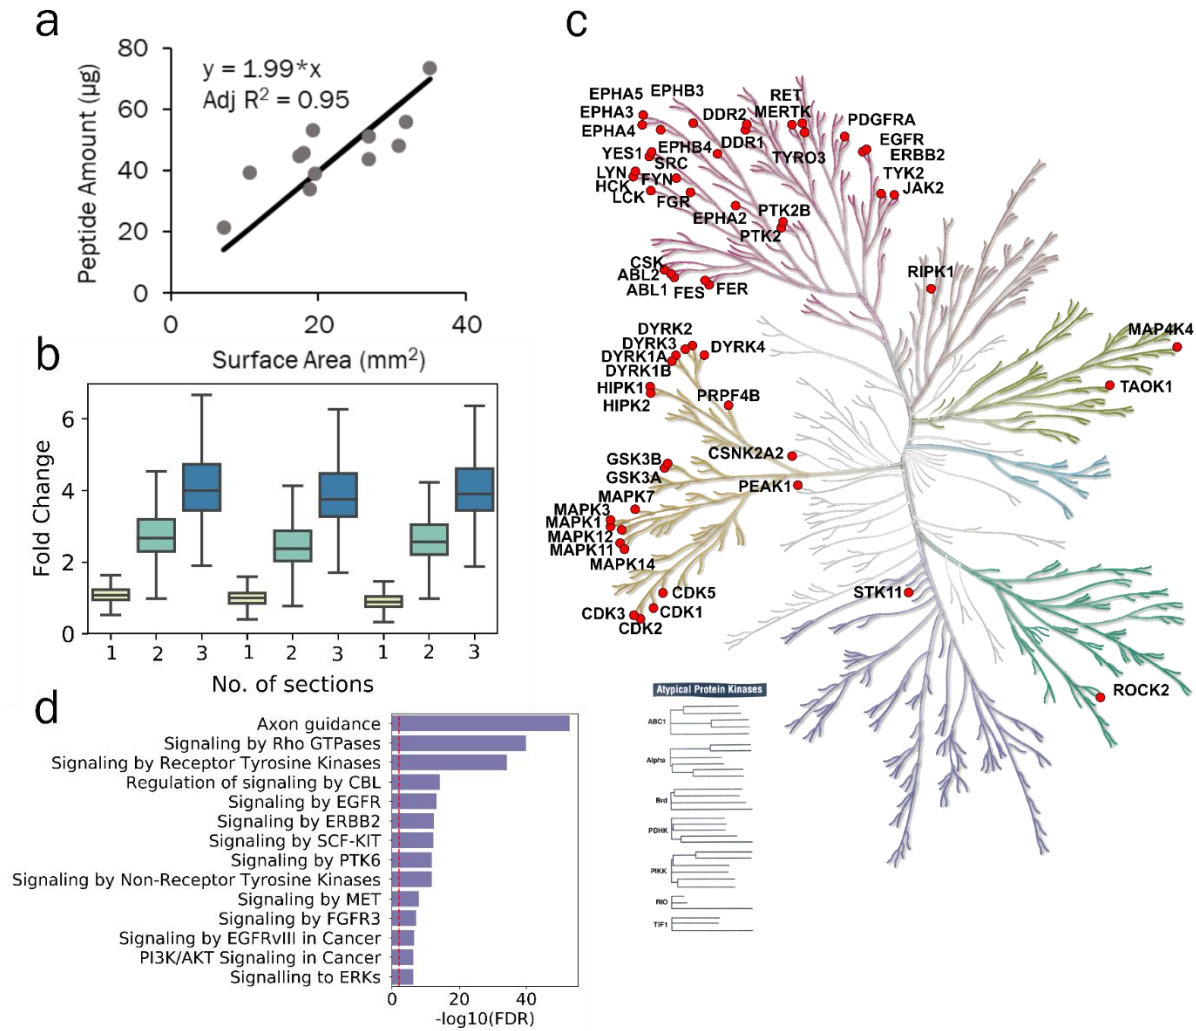 a
80
60
40
20
0
Peptide Amount (µg)
y = 1.99*x
Adj R² = 0.95
0 20 40
Surface Area (mm²)
b
6
4
2
0
Fold Change
1 2 3 1 2 3 1 2 3
No. of sections
c
EPHA5 EPHB3
EPHA3
EPHA4
DDR2
DDR1
RET
MERTK
TYRO3
PDGFRA
EGFR
ERBB2
TYK2
JAK2
YES1
EPHB4
SRC
LYN FYN
HCK
LCK FGR
EPHA2
PTK2B
PTK2
CSK
ABL2
ABL1 FES FER
RIPK1
MAP4K4
TAOK1
DYRK2
DYRK3
DYRK1A DYRK4
DYRK1B
HIPK1
HIPK2
PRPF4B
CSNK2A2
GSK3B
GSK3A
PEAK1
MAPK7
MAPK3
MAPK1
MAPK12
MAPK11
MAPK14
CDK5
CDK3 CDK1
CDK2
STK11
ROCK2
Atypical Protein Kinases
ABC1
Alpha
Brd
PDHK
PIKK
RIO
TIF1
d
Axon guidance
Signaling by Rho GTPases
Signaling by Receptor Tyrosine Kinases
Regulation of signaling by CBL
Signaling by EGFR
Signaling by ERBB2
Signaling by SCF-KIT
Signaling by PTK6
Signaling by Non-Receptor Tyrosine Kinases
Signaling by MET
Signaling by FGFR3
Signaling by EGFRvIII in Cancer
PI3K/AKT Signaling in Cancer
Signalling to ERKs
0 20 40
-log10(FDR)